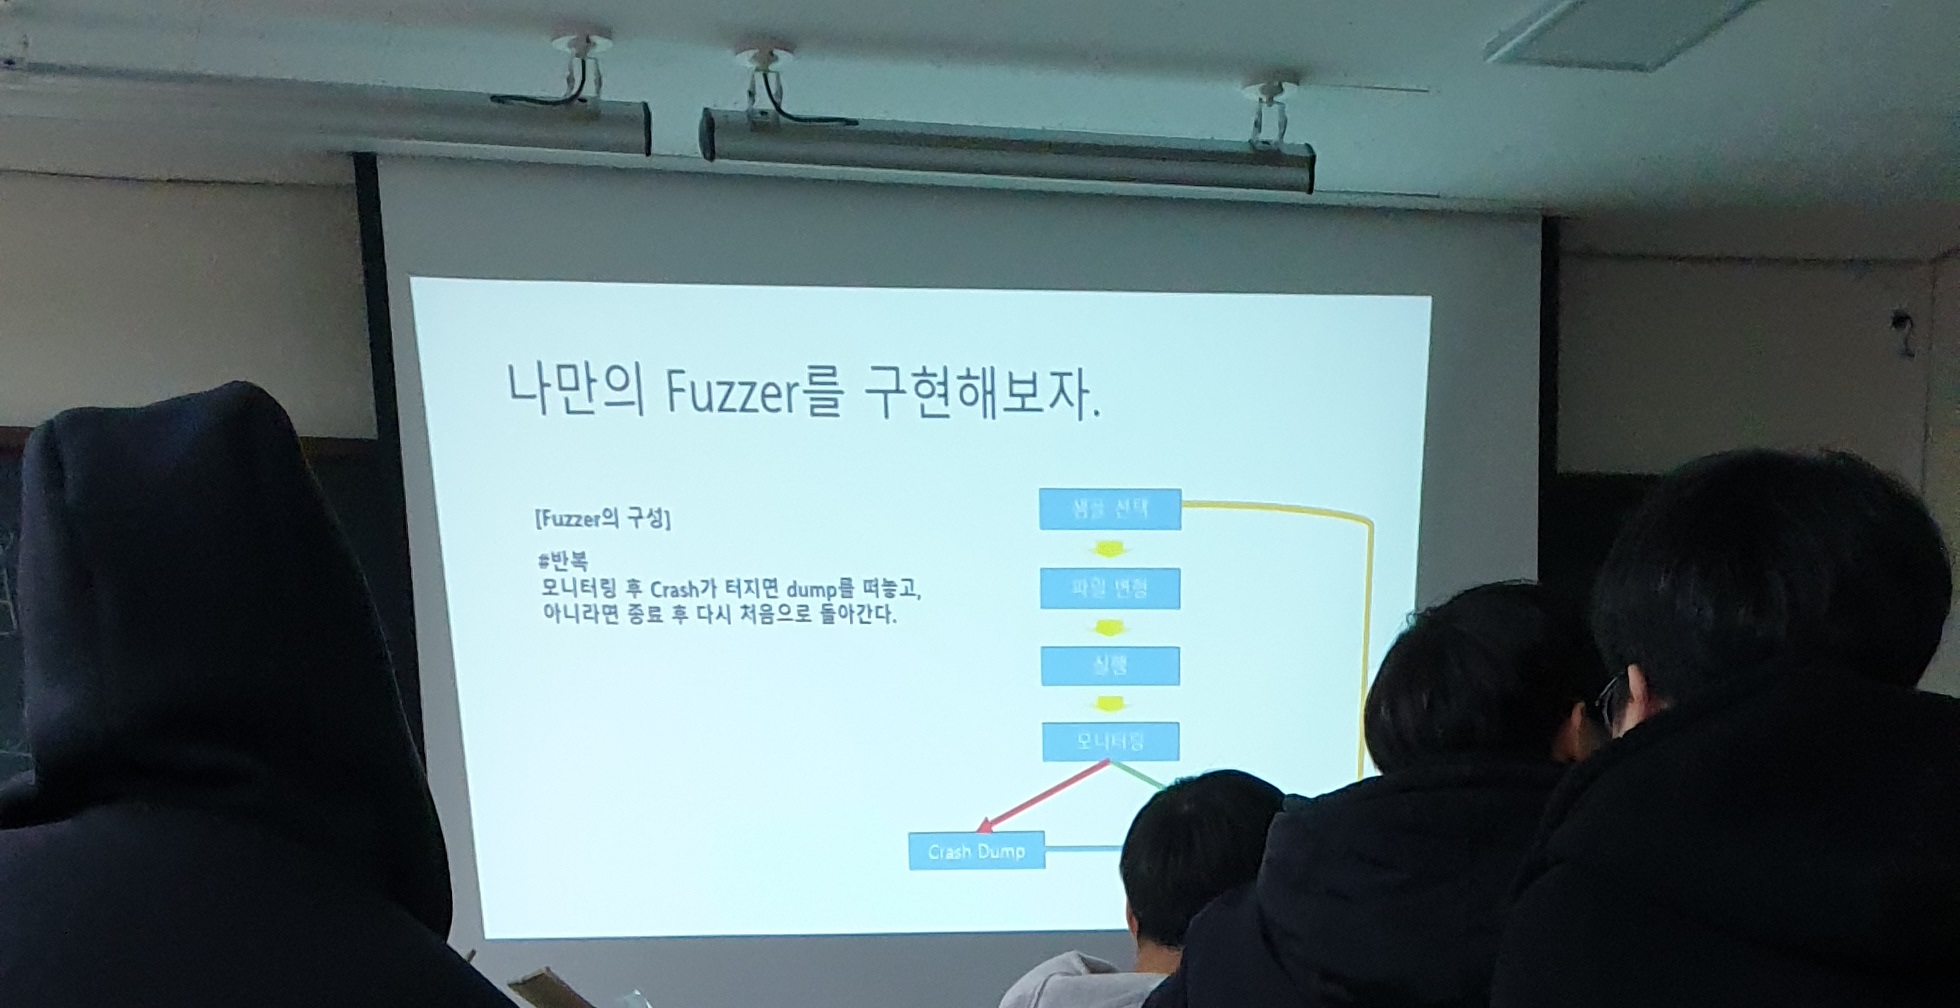 나만의 Fuzzer를 구현해보자.
[Fuzzer의 구성]
#반복
모니터링 후 Crash가 터지면 dump를 떠놓고,
아니라면 종료 후 다시 처음으로 돌아간다.
샘플 선택
파일 변형
실행
모니터링
Crash Dump